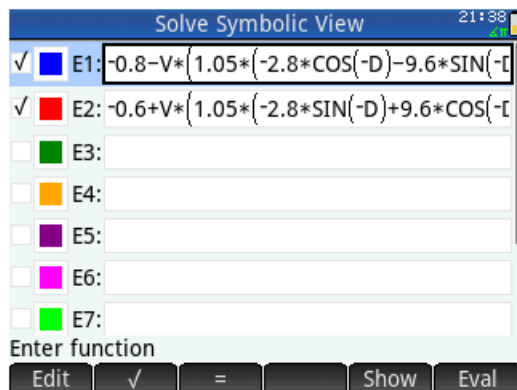 Solve Symbolic View 21:38
∡π
√ E1: -0.8−V*(1.05*(-2.8*COS(-D)−9.6*SIN(-D
√ E2: -0.6+V*(1.05*(-2.8*SIN(-D)+9.6*COS(-D
E3:
E4:
E5:
E6:
E7:
Enter function
Edit √ = Show Eval